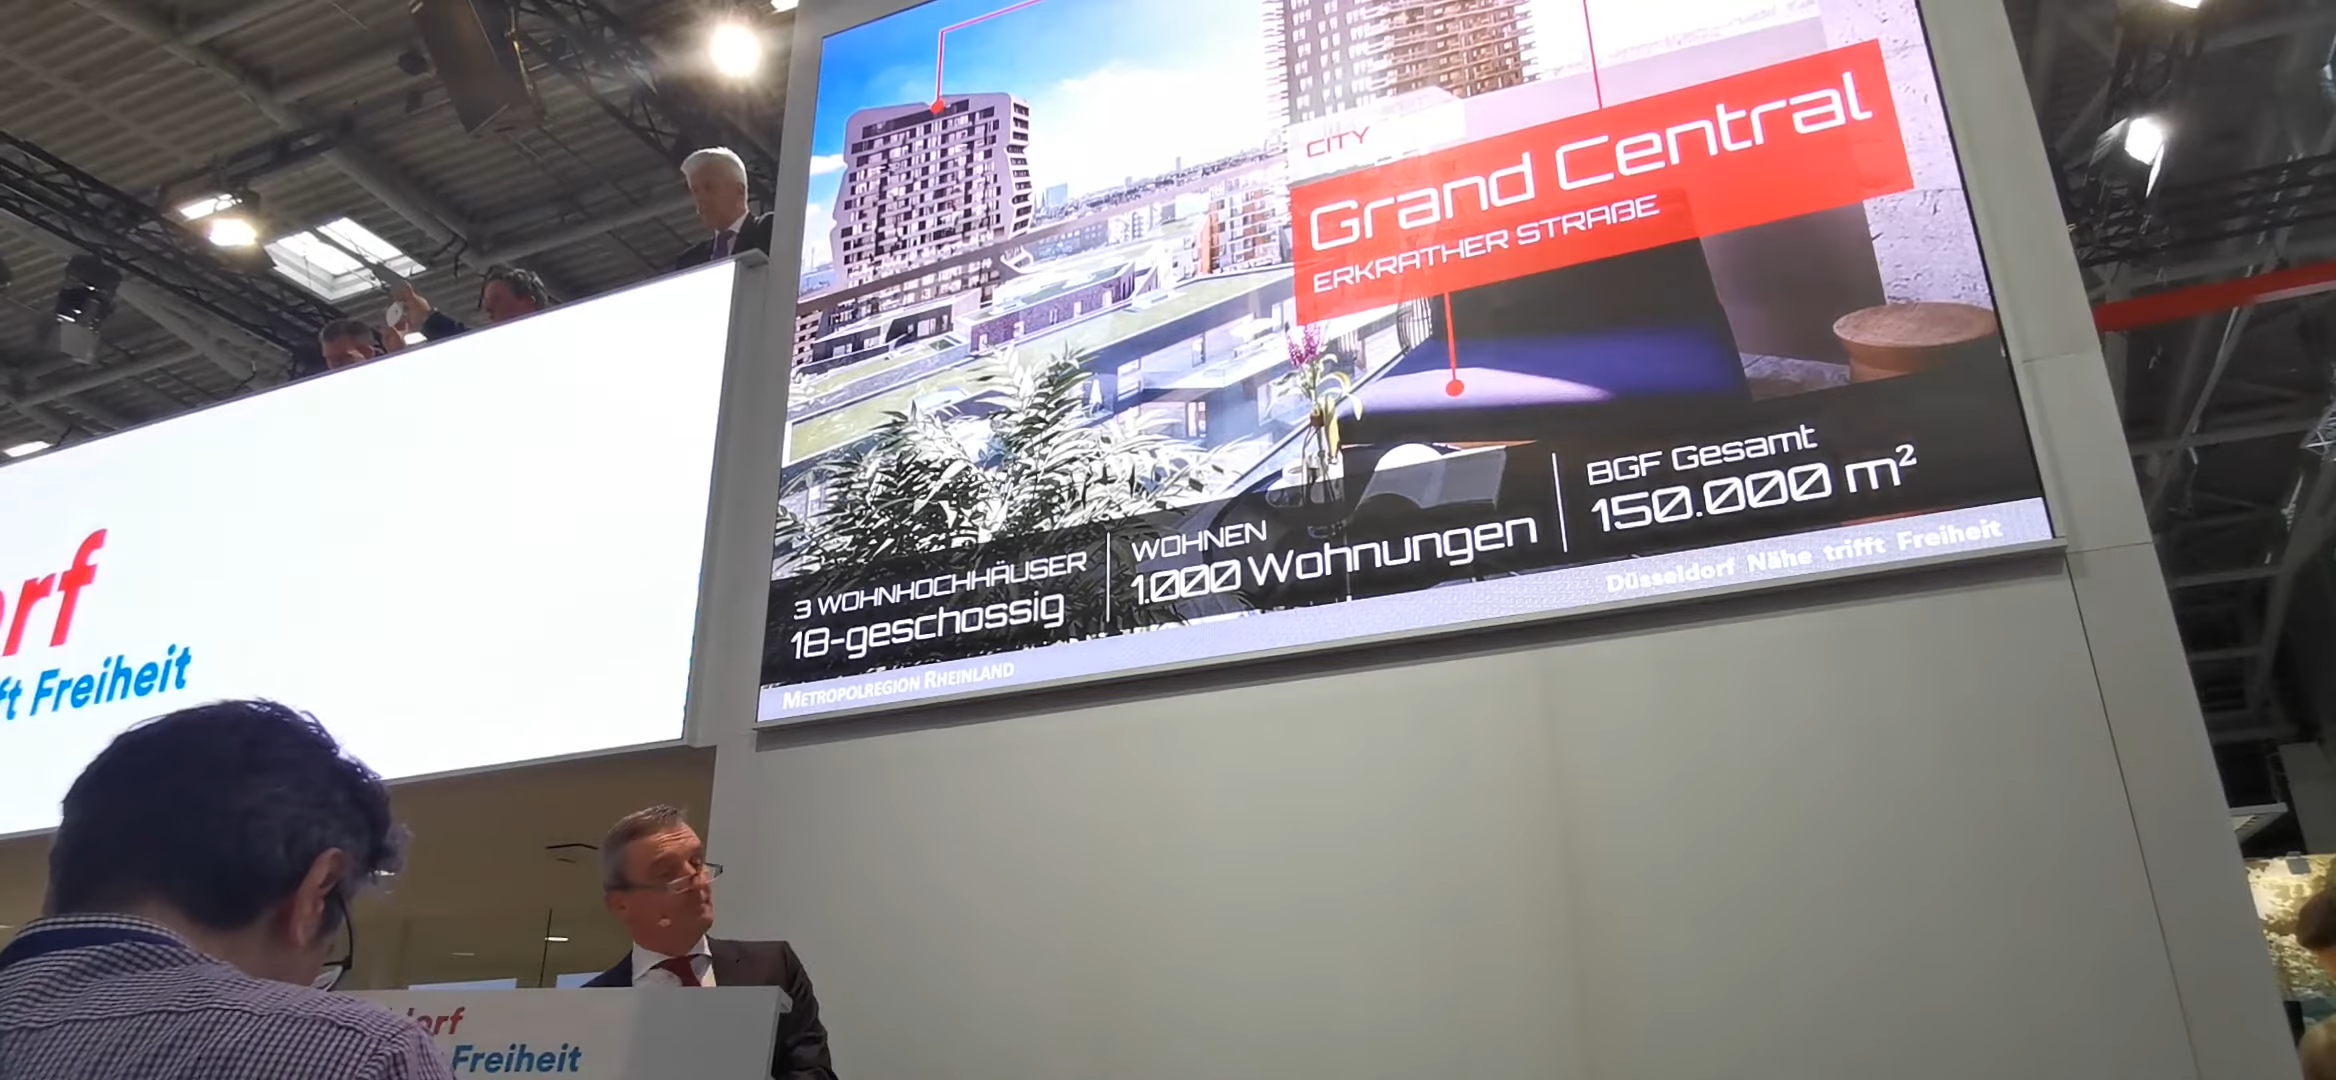 CITY
Grand Central
ERKRATHER STRAßE
3 WOHNHOCHHÄUSER
18-geschossig
WOHNEN
1.000 Wohnungen
BGF Gesamt
150.000 m²
METROPOLREGION RHEINLAND
Düsseldorf Nähe trifft Freiheit
orf
ft Freiheit
dorf
Freiheit